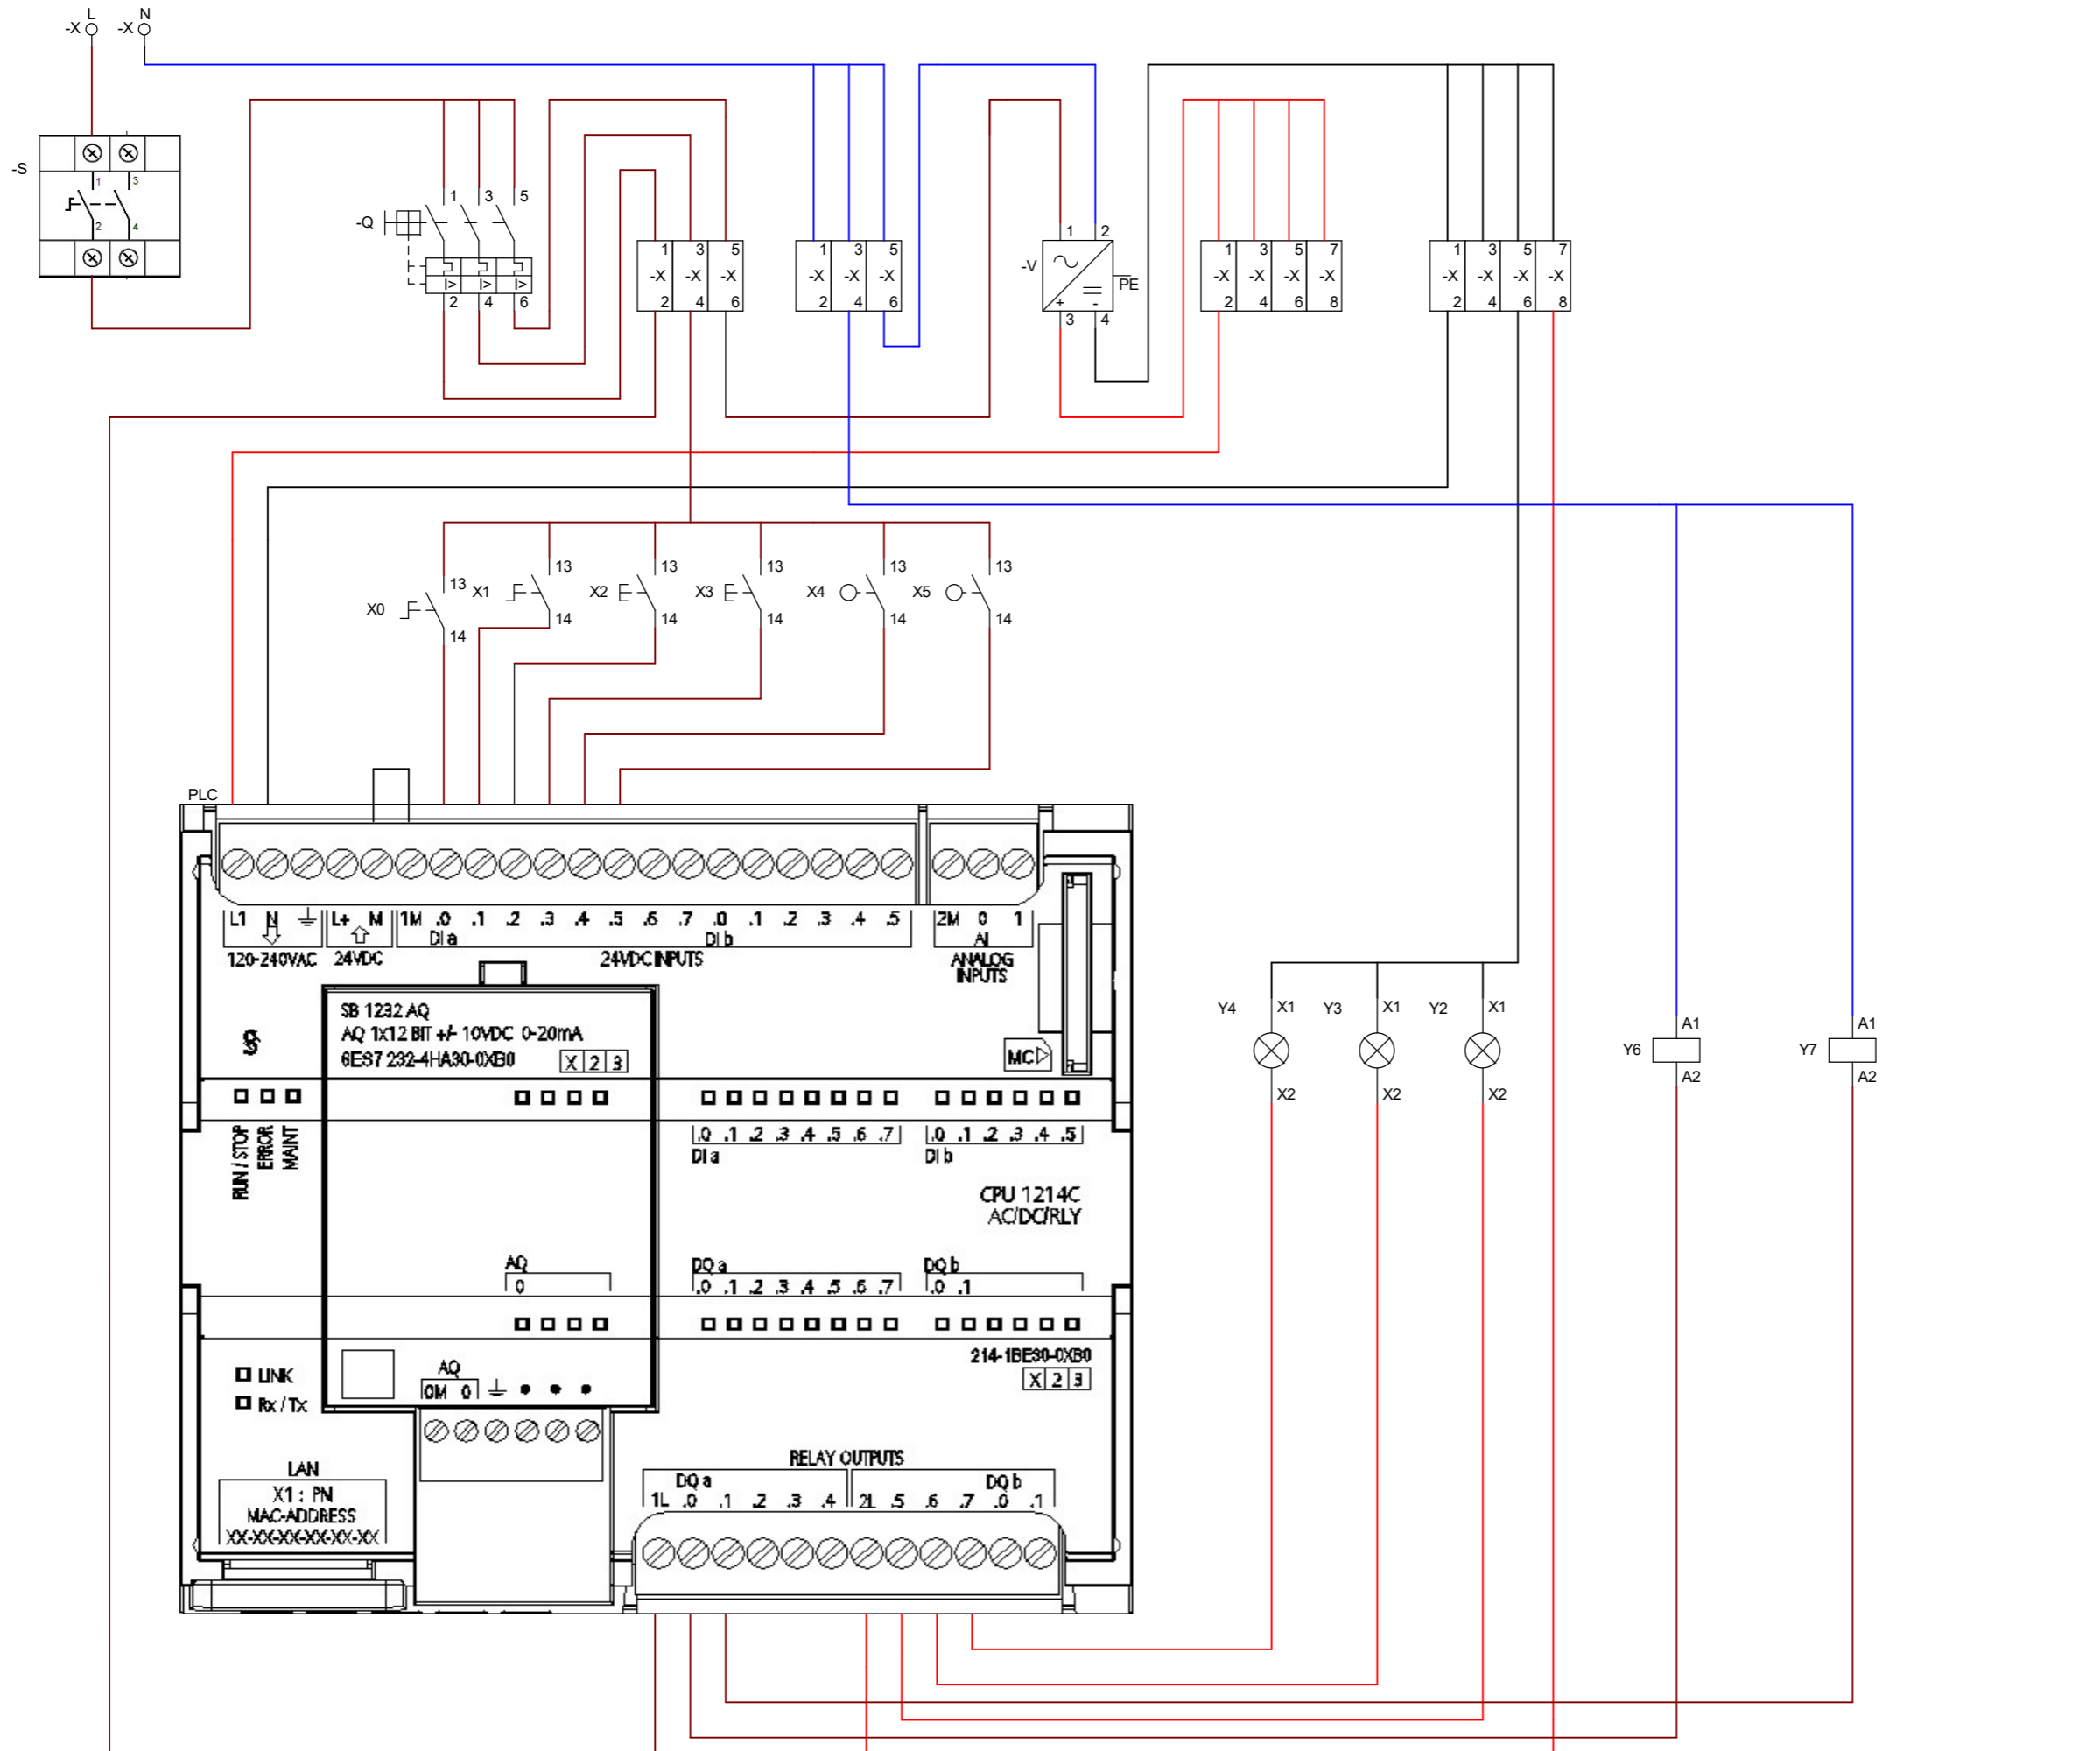 L N
-X -X
-S
1 3
2 4
-Q
1 3 5
I> I> I>
2 4 6
1 3 5
-X -X -X
2 4 6
1 3 5
-X -X -X
2 4 6
-V
1 2
+ -
PE
3 4
1 3 5 7
-X -X -X -X
2 4 6 8
1 3 5 7
-X -X -X -X
2 4 6 8
X0 13 14
X1 13 14
X2 13 14
X3 13 14
X4 13 14
X5 13 14
PLC
L1 N L+ M 1M .0 .1 .2 .3 .4 .5 .6 .7 .0 .1 .2 .3 .4 .5 2M 0 1
DI a DI b AI
120-240VAC 24VDC 24VDC INPUTS ANALOG
INPUTS
SB 1232 AQ
AQ 1x12 BIT +/- 10VDC 0-20mA
6ES7 232-4HA30-0XB0 X 2 3
MC
Y4 X1 X2
Y3 X1 X2
Y2 X1 X2
Y6 A1 A2
Y7 A1 A2
RUN / STOP
ERROR
MAINT
.0 .1 .2 .3 .4 .5 .6 .7 .0 .1 .2 .3 .4 .5
DI a DI b
CPU 1214C
AC/DC/RLY
AQ DQ a DQ b
0 .0 .1 .2 .3 .4 .5 .6 .7 .0 .1
214-1BE30-0XB0
X 2 3
LINK
Rx / Tx
AQ
0M 0
LAN
X1 : PN
MAC-ADDRESS
XX-XX-XX-XX-XX-XX
RELAY OUTPUTS
DQ a DQ b
1L .0 .1 .2 .3 .4 2L .5 .6 .7 .0 .1